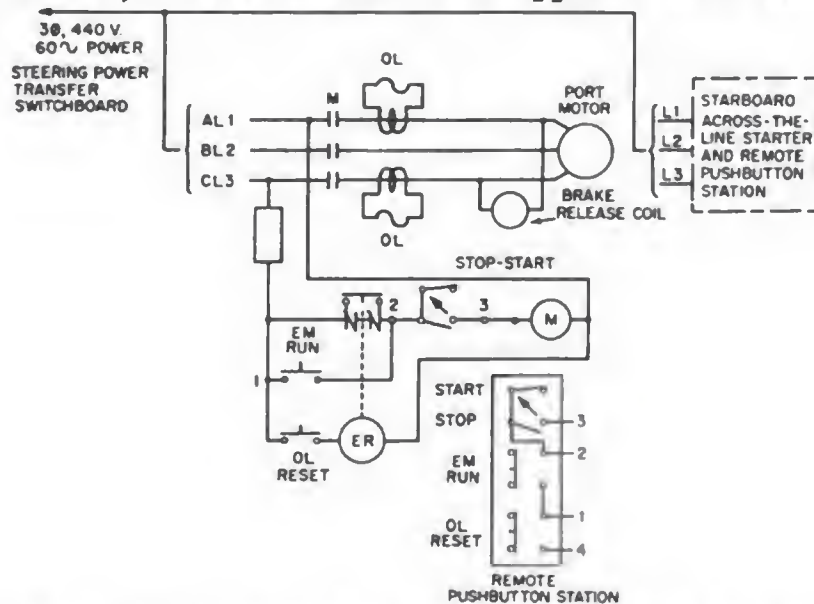 3Ø, 440 V.
60~ POWER
STEERING POWER
TRANSFER
SWITCHBOARD
OL
M
PORT
MOTOR
AL1
BL2
CL3
OL
BRAKE
RELEASE COIL
L1
L2
L3
STARBOARD
ACROSS-THE-
LINE STARTER
AND REMOTE
PUSHBUTTON
STATION
STOP-START
2
3
M
EM
RUN
1
OL
RESET
ER
START
STOP
EM
RUN
OL
RESET
3
2
1
4
REMOTE
PUSHBUTTON STATION